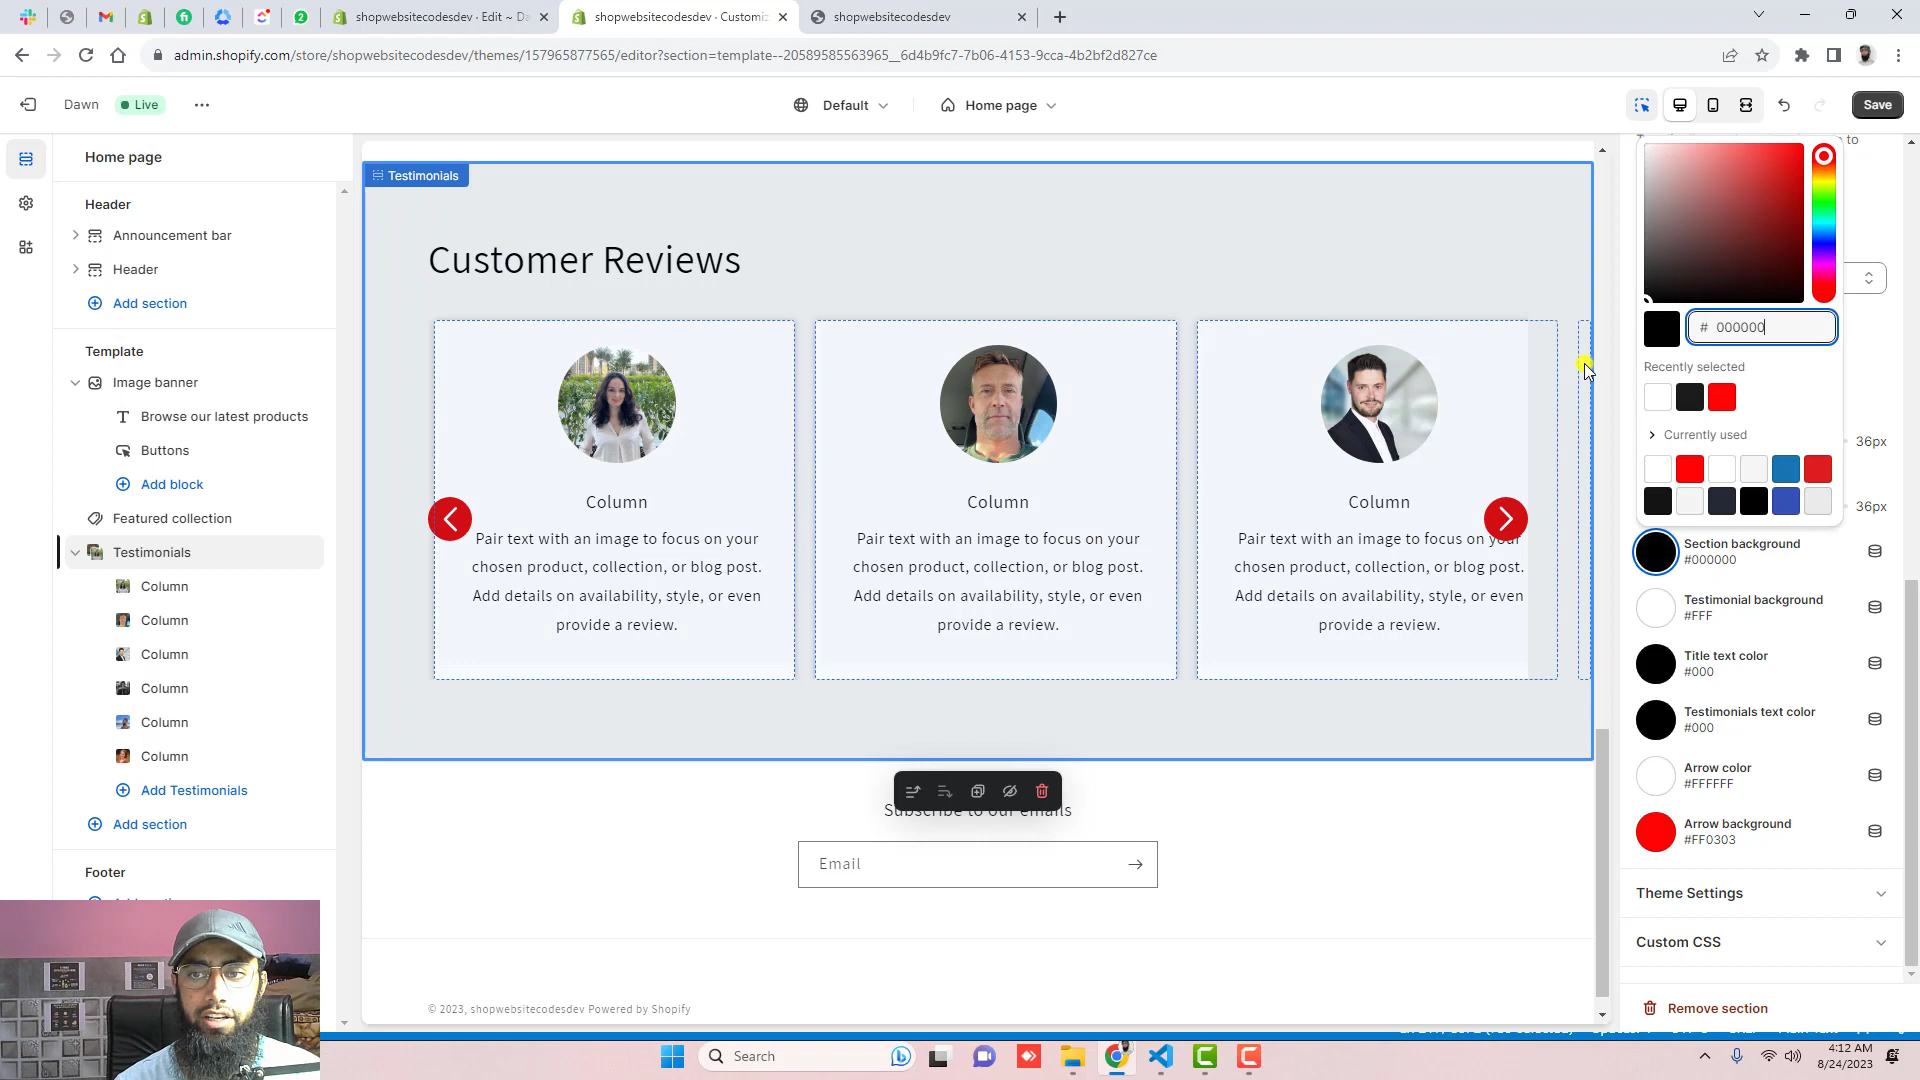 shopwebsitecodesdev · Edit ~ Da
shopwebsitecodesdev · Customiz
shopwebsitecodesdev
admin.shopify.com/store/shopwebsitecodesdev/themes/157965877565/editor?section=template--20589585563965__6d4b9fc7-7b06-4153-9cca-4b2bf2d827ce
Dawn
Live
Default
Home page
Save
Home page
Header
Announcement bar
Header
Add section
Template
Image banner
Browse our latest products
Buttons
Add block
Featured collection
Testimonials
Column
Column
Column
Column
Column
Column
Add Testimonials
Add section
Footer
Testimonials
Customer Reviews
Column
Pair text with an image to focus on your
chosen product, collection, or blog post.
Add details on availability, style, or even
provide a review.
Column
Pair text with an image to focus on your
chosen product, collection, or blog post.
Add details on availability, style, or even
provide a review.
Column
Pair text with an image to focus on your
chosen product, collection, or blog post.
Add details on availability, style, or even
provide a review.
Subscribe to our emails
Email
© 2023, shopwebsitecodesdev Powered by Shopify
to
# 000000
Recently selected
Currently used
36px
36px
Section background
#000000
Testimonial background
#FFF
Title text color
#000
Testimonials text color
#000
Arrow color
#FFFFFF
Arrow background
#FF0303
Theme Settings
Custom CSS
Remove section
Search
4:12 AM
8/24/2023